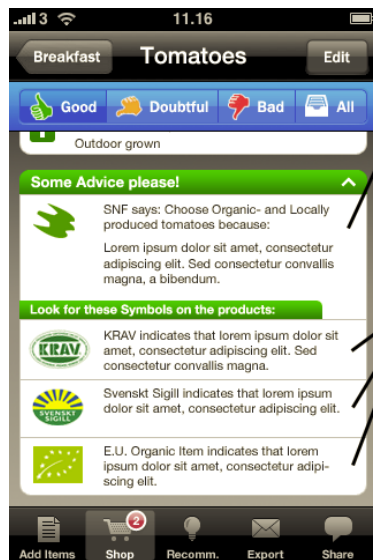 3 11.16
Breakfast Tomatoes Edit
Good Doubtful Bad All
Outdoor grown
Some Advice please!
SNF says: Choose Organic- and Locally
produced tomatoes because:
Lorem ipsum dolor sit amet, consectetur
adipiscing elit. Sed consectetur convallis
magna, a bibendum.
Look for these Symbols on the products:
KRAV
KRAV indicates that lorem ipsum dolor sit
amet, consectetur adipiscing elit. Sed
consectetur convallis magna.
SVENSKT
SIGILL
Svenskt Sigill indicates that lorem ipsum
dolor sit amet, consectetur adipiscing elit.
E.U. Organic Item indicates that lorem
ipsum dolor sit amet, consectetur adipi-
scing elit.
2
Add Items Shop Recomm. Export Share